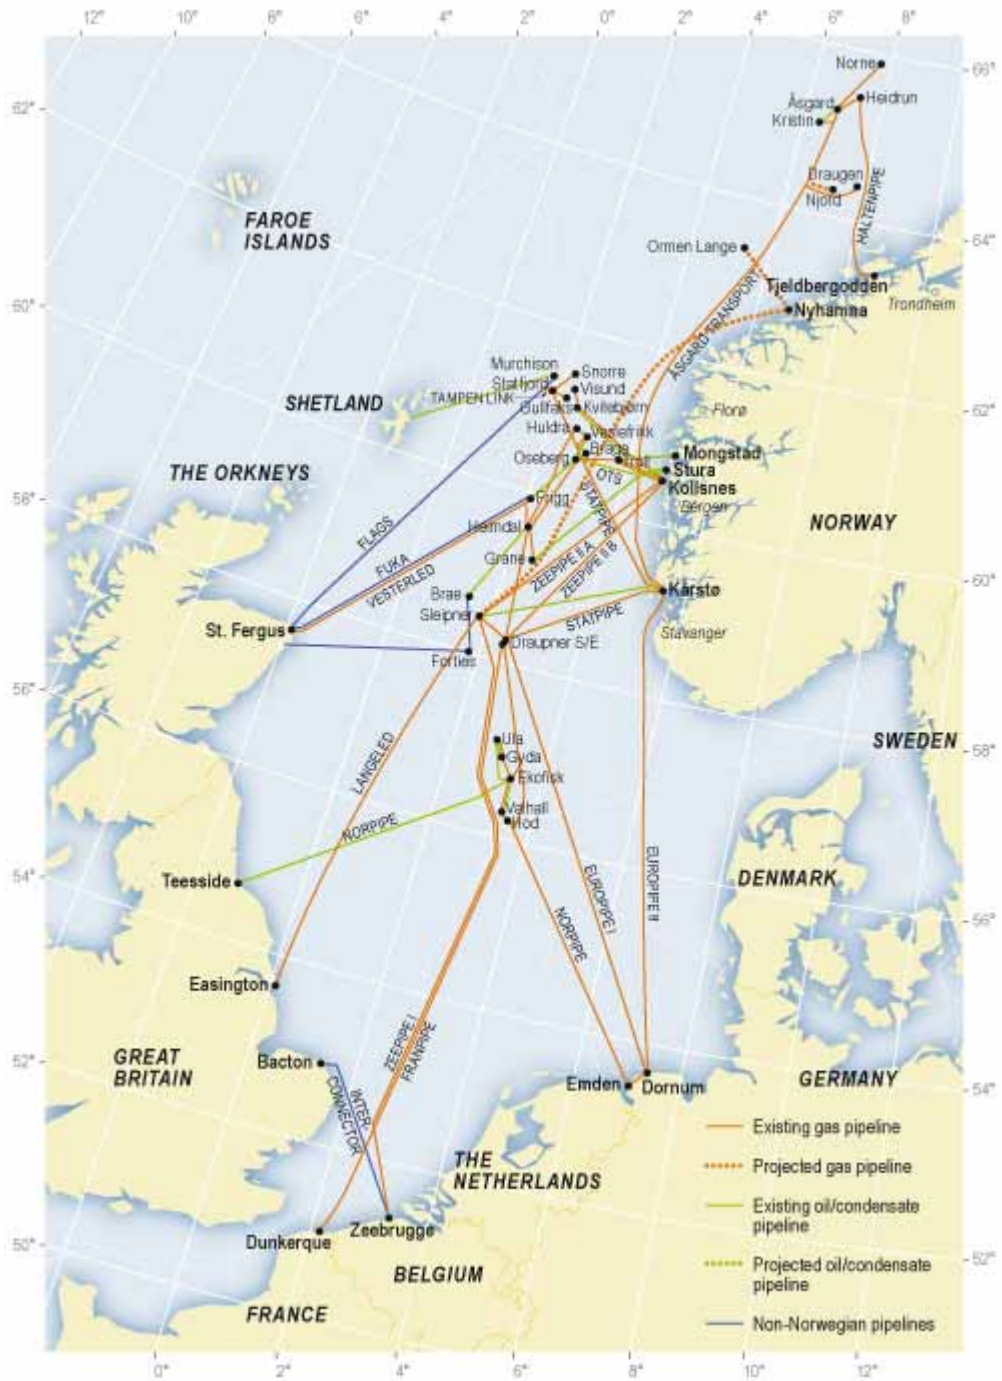 12° 10° 8° 6° 4° 2° 0° 2° 4° 6° 8°
66°
Norne
62°
Åsgard
Heidrun
Kristin
Draugen
Njord
HALTENPIPE
FAROE
ISLANDS
64°
Ormen Lange
Tjeldbergodden
60°
Trondheim
Nyhamna
ÅSGARD TRANSPORT
Murchison
Snorre
Statfjord
Visund
TAMPEN LINK
SHETLAND
Gullfaks
Kvitebjørn
Florø
62°
Huldra
Veslefrikk
Brage
Mongstad
Oseberg
Troll
Stura
THE ORKNEYS
OTS
Kollsnes
58°
Frigg
STATPIPE
Bergen
FLAGS
Heimdal
NORWAY
FUKA
Grane
VESTERLED
ZEEPIPE II A
ZEEPIPE II B
60°
Brae
Kårstø
Sleipner
STATPIPE
St. Fergus
Stavanger
Draupner S/E
Forties
56°
Ula
SWEDEN
58°
Gyda
LANGELED
Ekofisk
Valhall
Hod
NORPIPE
54°
Teesside
DENMARK
EUROPIPE I
EUROPIPE II
56°
NORPIPE
Easington
ZEEPIPE I
FRANPIPE
52°
Bacton
GREAT
BRITAIN
Emden
Dornum
GERMANY
54°
INTER
CONNECTOR
Existing gas pipeline
THE
NETHERLANDS
Projected gas pipeline
Existing oil/condensate
pipeline
Zeebrugge
Dunkerque
50°
52°
Projected oil/condensate
pipeline
BELGIUM
FRANCE
Non-Norwegian pipelines
0° 2° 4° 6° 8° 10° 12°